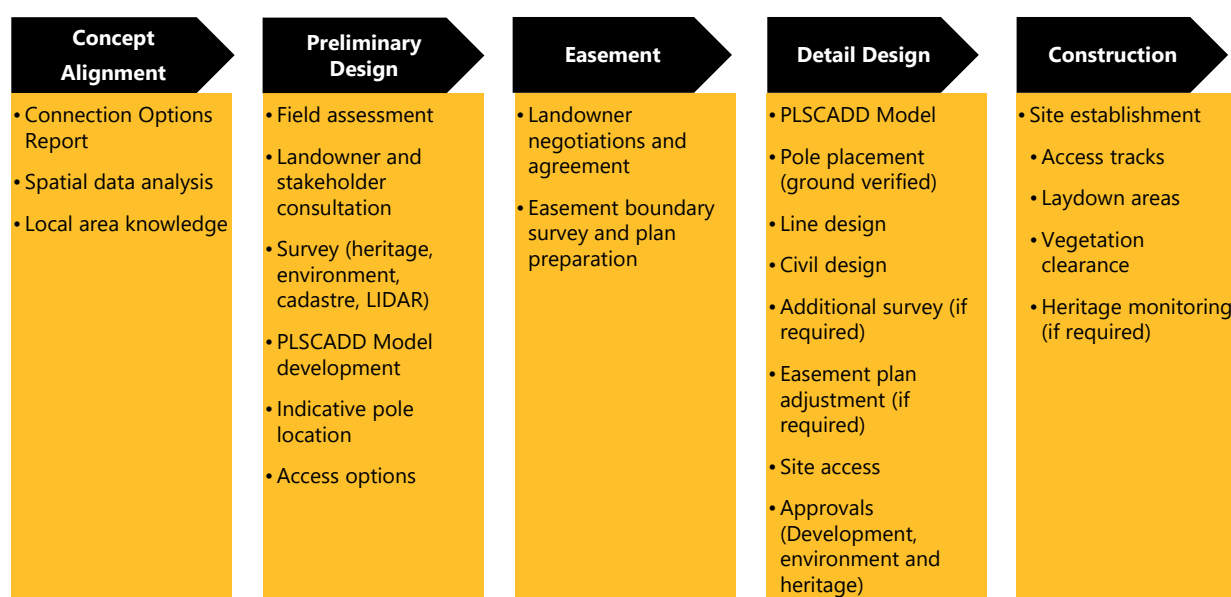 Concept
Alignment
• Connection Options
Report
• Spatial data analysis
• Local area knowledge
Preliminary
Design
• Field assessment
• Landowner and
stakeholder
consultation
• Survey (heritage,
environment,
cadastre, LIDAR)
• PLSCADD Model
development
• Indicative pole
location
• Access options
Easement
• Landowner
negotiations and
agreement
• Easement boundary
survey and plan
preparation
Detail Design
• PLSCADD Model
• Pole placement
(ground verified)
• Line design
• Civil design
• Additional survey (if
required)
• Easement plan
adjustment (if
required)
• Site access
• Approvals
(Development,
environment and
heritage)
Construction
• Site establishment
• Access tracks
• Laydown areas
• Vegetation
clearance
• Heritage monitoring
(if required)